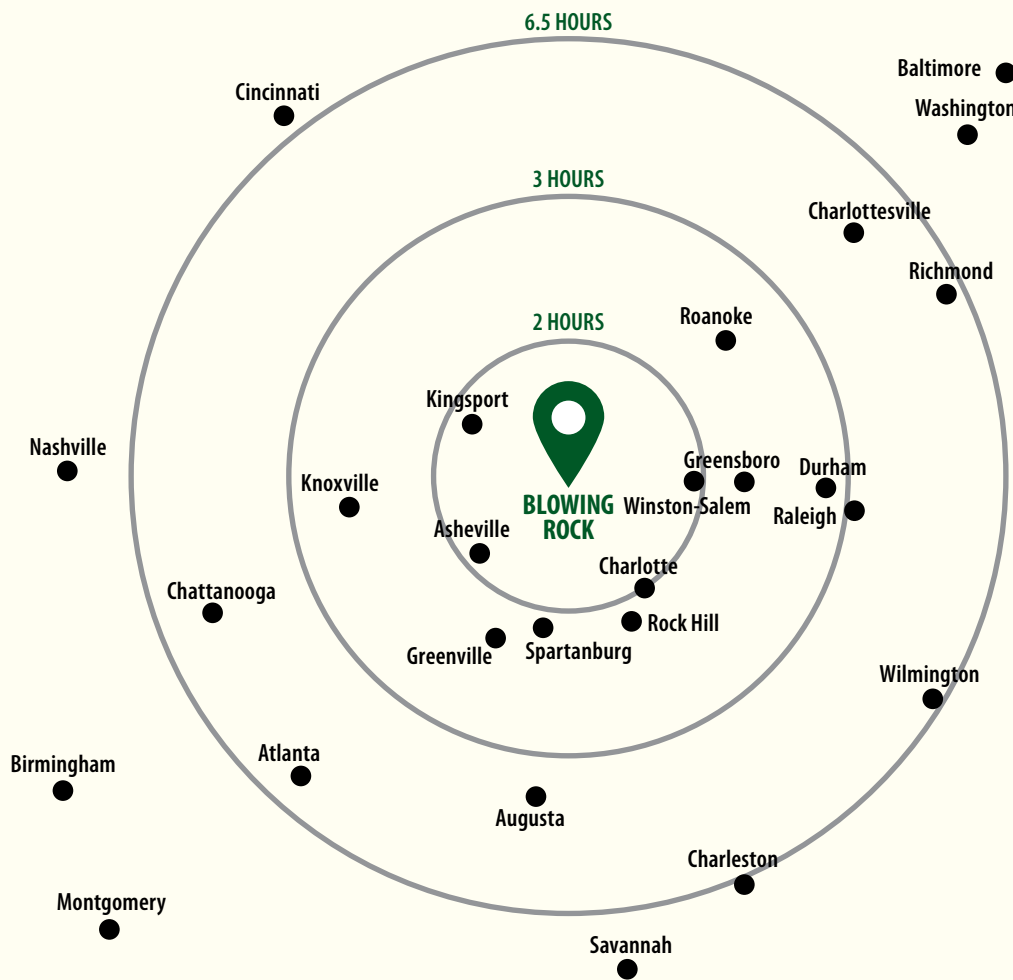 6.5 HOURS
Baltimore
Cincinnati
Washington
3 HOURS
Charlottesville
Richmond
Roanoke
2 HOURS
Kingsport
Nashville
Greensboro
Durham
Knoxville
Winston-Salem
BLOWING
ROCK
Raleigh
Asheville
Charlotte
Chattanooga
Rock Hill
Greenville
Spartanburg
Wilmington
Atlanta
Birmingham
Augusta
Charleston
Montgomery
Savannah